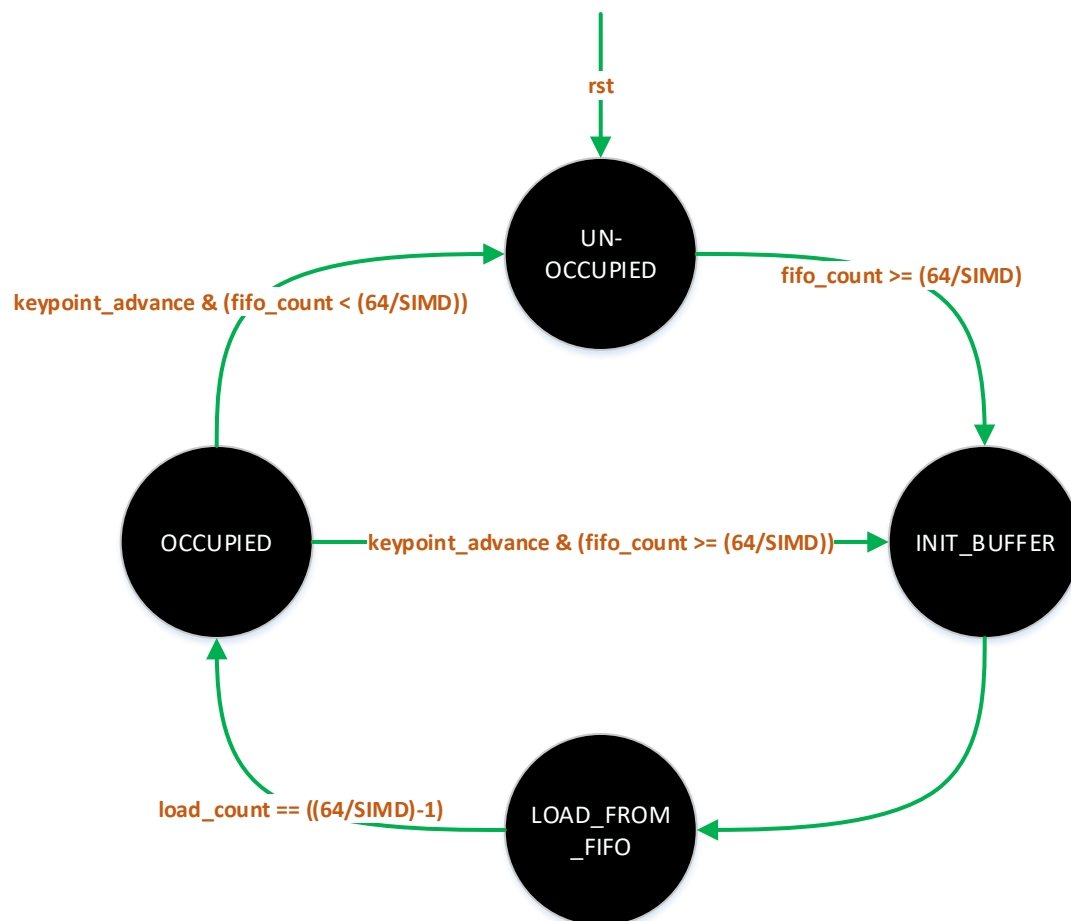 rst
UN-
OCCUPIED
fifo_count >= (64/SIMD)
keypoint_advance & (fifo_count < (64/SIMD))
OCCUPIED
keypoint_advance & (fifo_count >= (64/SIMD))
INIT_BUFFER
load_count == ((64/SIMD)-1)
LOAD_FROM
_FIFO